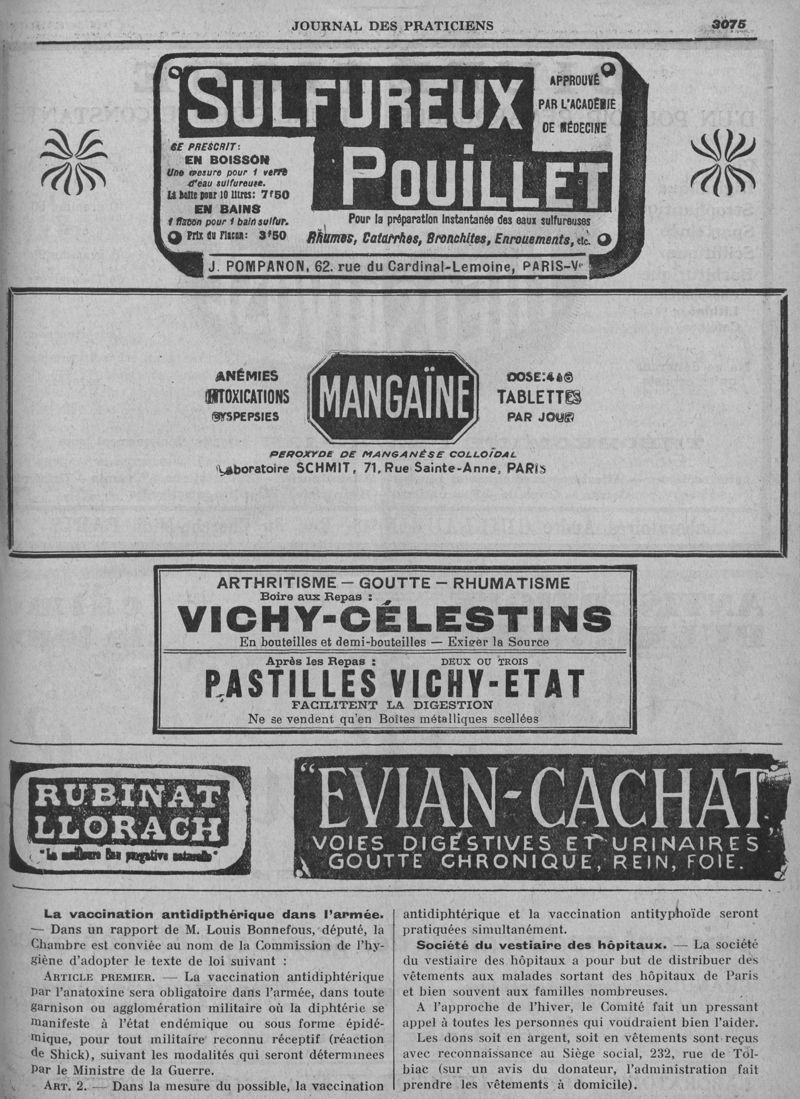 JOURNAL DES PRATICIENS
3075
SULFUREUX
POUILLET
APPROUVÉ
PAR L'ACADÉMIE
DE MÉDECINE
SE PRESCRIT:
EN BOISSON
Une mesure pour 1 verre
d'eau sulfureuse.
La boîte pour 10 litres: 7f50
EN BAINS
1 flacon pour 1 bain sulfur.
Prix du Flacon: 3f50
Pour la préparation instantanée des eaux sulfureuses
Rhumes, Catarrhes, Bronchites, Enrouements, etc.
J. POMPANON, 62, rue du Cardinal-Lemoine, PARIS-Ve
ANÉMIES
INTOXICATIONS
DYSPEPSIES
MANGAÏNE
DOSE: 4 à 6
TABLETTES
PAR JOUR
PEROXYDE DE MANGANÈSE COLLOÏDAL
Laboratoire SCHMIT, 71, Rue Sainte-Anne, PARIS
ARTHRITISME — GOUTTE — RHUMATISME
Boire aux Repas :
VICHY-CÉLESTINS
En bouteilles et demi-bouteilles — Exiger la Source
Après les Repas : DEUX OU TROIS
PASTILLES VICHY-ETAT
FACILITENT LA DIGESTION
Ne se vendent qu'en Boîtes métalliques scellées
RUBINAT
LLORACH
"La meilleure Eau purgative naturelle"
"EVIAN-CACHAT"
VOIES DIGESTIVES ET URINAIRES
GOUTTE CHRONIQUE, REIN, FOIE.
La vaccination antidipthérique dans l'armée.
— Dans un rapport de M. Louis Bonnefous, député, la
Chambre est conviée au nom de la Commission de l'hy-
giène d'adopter le texte de loi suivant :
ARTICLE PREMIER. — La vaccination antidiphtérique
par l'anatoxine sera obligatoire dans l'armée, dans toute
garnison ou agglomération militaire où la diphtérie se
manifeste à l'état endémique ou sous forme épidé-
mique, pour tout militaire reconnu réceptif (réaction
de Shick), suivant les modalités qui seront déterminées
par le Ministre de la Guerre.
ART. 2. — Dans la mesure du possible, la vaccination
antidiphtérique et la vaccination antityphoïde seront
pratiquées simultanément.
Société du vestiaire des hôpitaux. — La société
du vestiaire des hôpitaux a pour but de distribuer des
vêtements aux malades sortant des hôpitaux de Paris
et bien souvent aux familles nombreuses.
A l'approche de l'hiver, le Comité fait un pressant
appel à toutes les personnes qui voudraient bien l'aider.
Les dons soit en argent, soit en vêtements sont reçus
avec reconnaissance au Siège social, 232, rue de Tol-
biac (sur un avis du donateur, l'administration fait
prendre les vêtements à domicile).